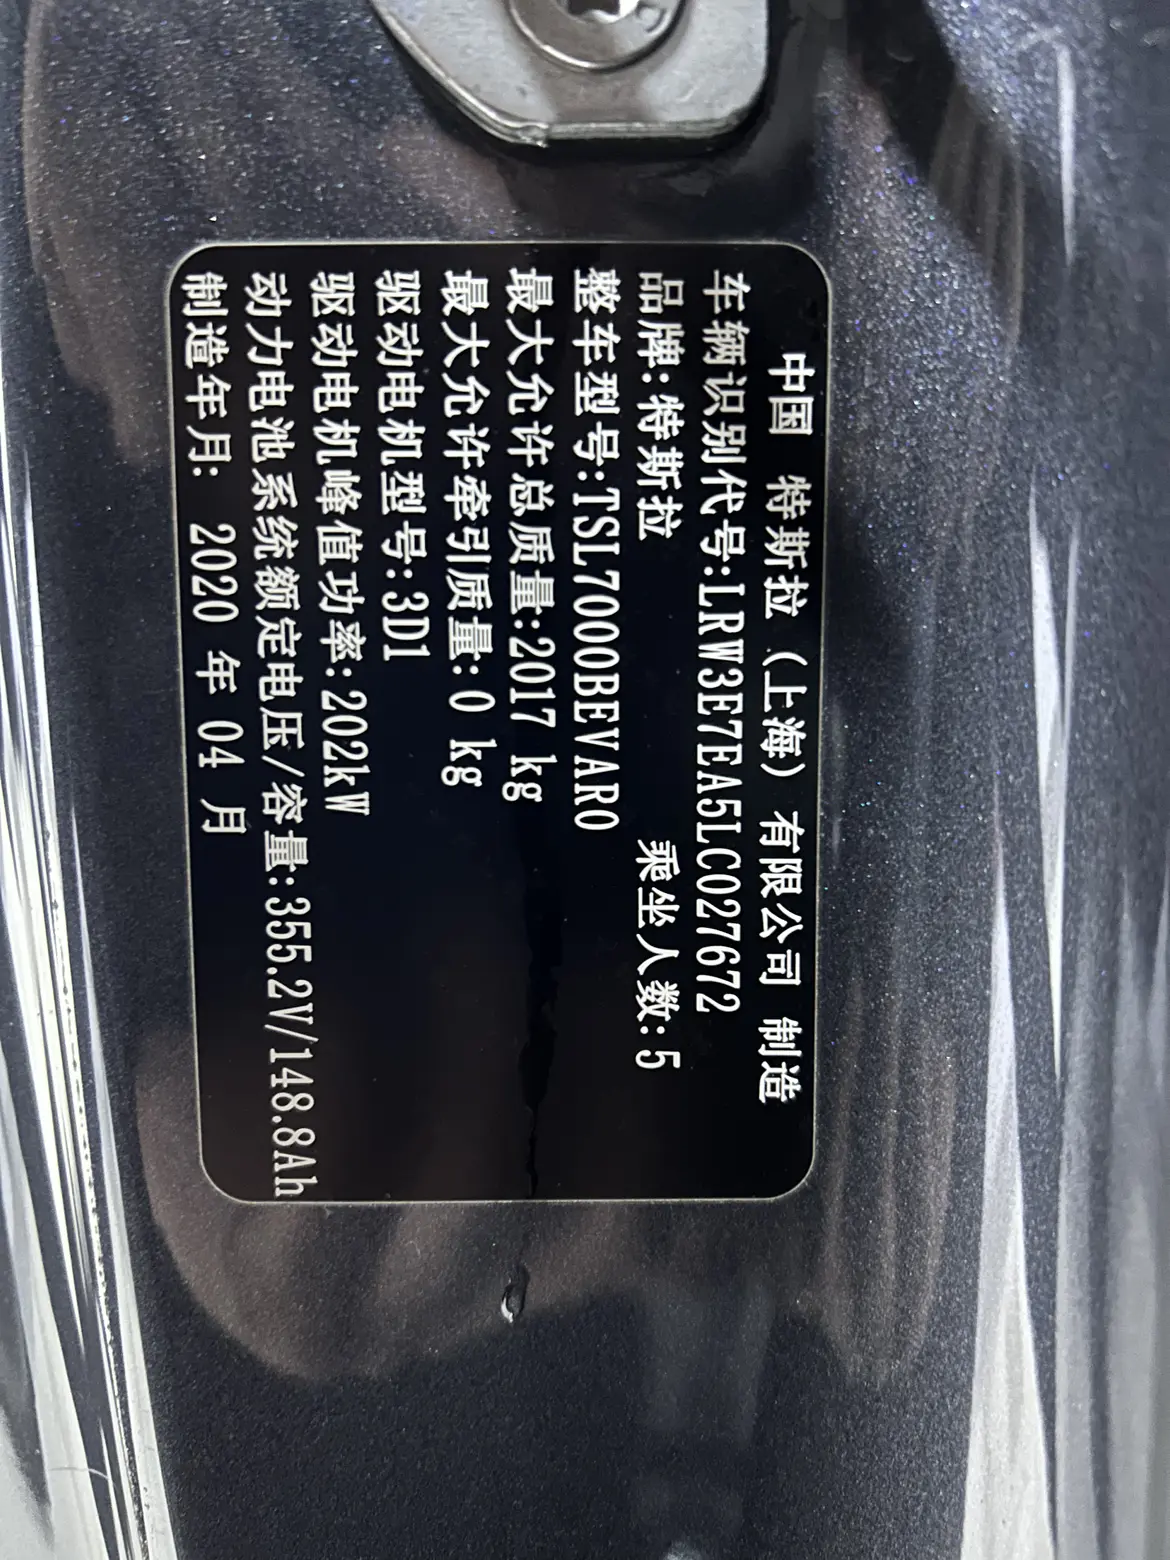 中国 特斯拉（上海）有限公司 制造
车辆识别代号:LRW3E7EA5LC027672
品牌:特斯拉 乘坐人数:5
整车型号:TSL7000BEVAR0
最大允许总质量:2017 kg
最大允许牵引质量:0 kg
驱动电机型号:3D1
驱动电机峰值功率:202kW
动力电池系统额定电压/容量:355.2V/148.8Ah
制造年月: 2020 年 04 月